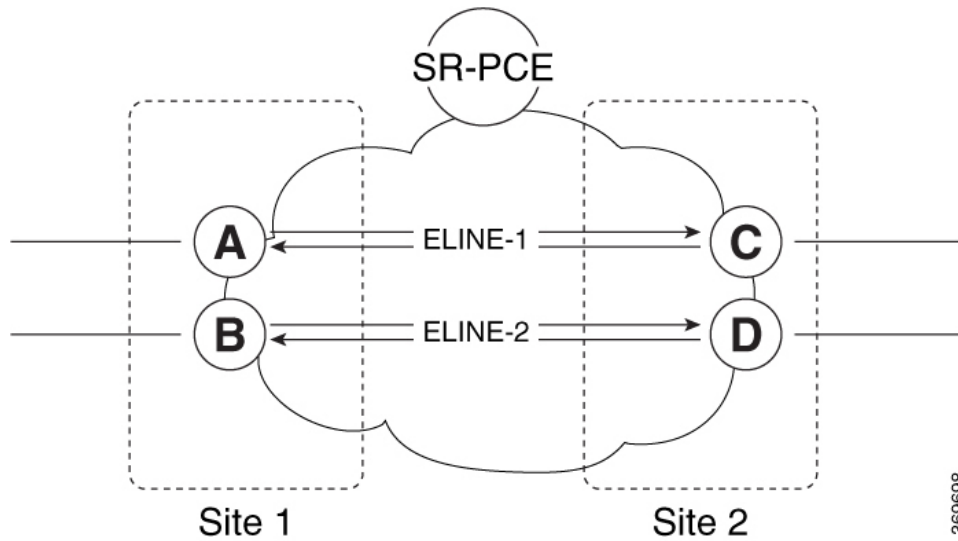 SR-PCE
A
ELINE-1
C
B
ELINE-2
D
Site 1
Site 2